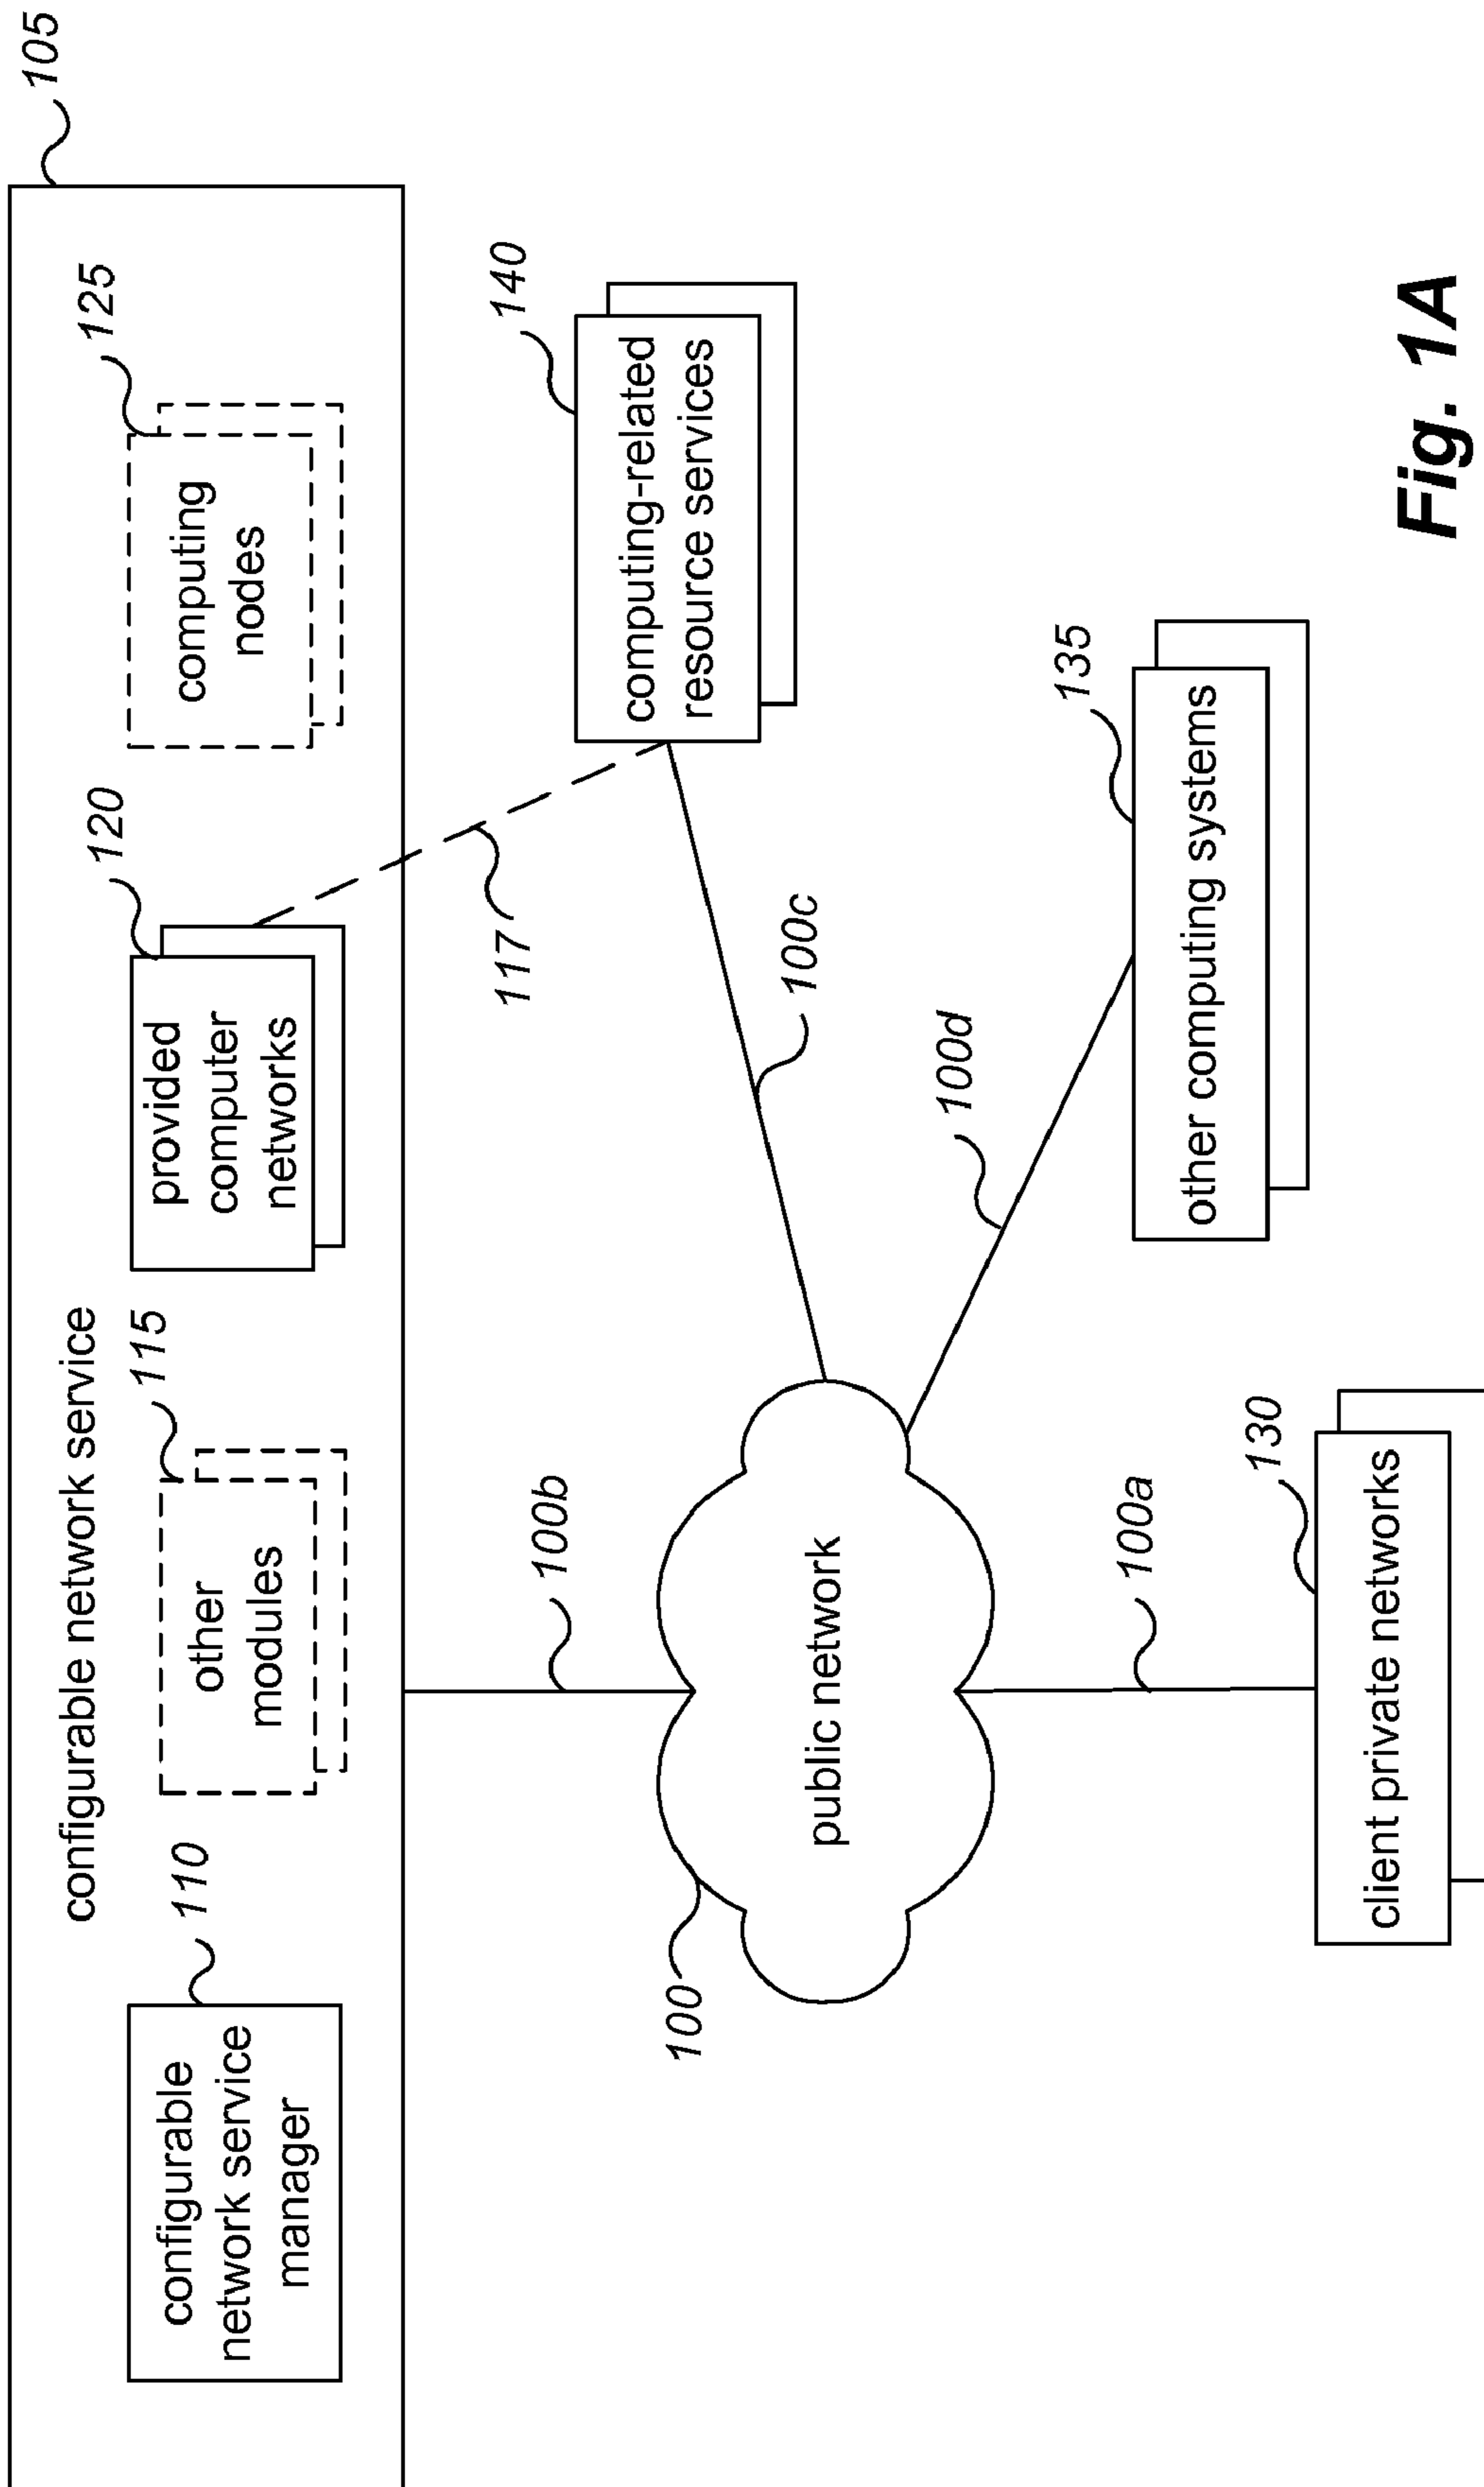 105
configurable network service
110
115
120
125
configurable
network service
manager
other
modules
provided
computer
networks
computing
nodes
100b
117
140
computing-related
resource services
100
public network
100c
100d
135
other computing systems
100a
130
client private networks
Fig. 1A